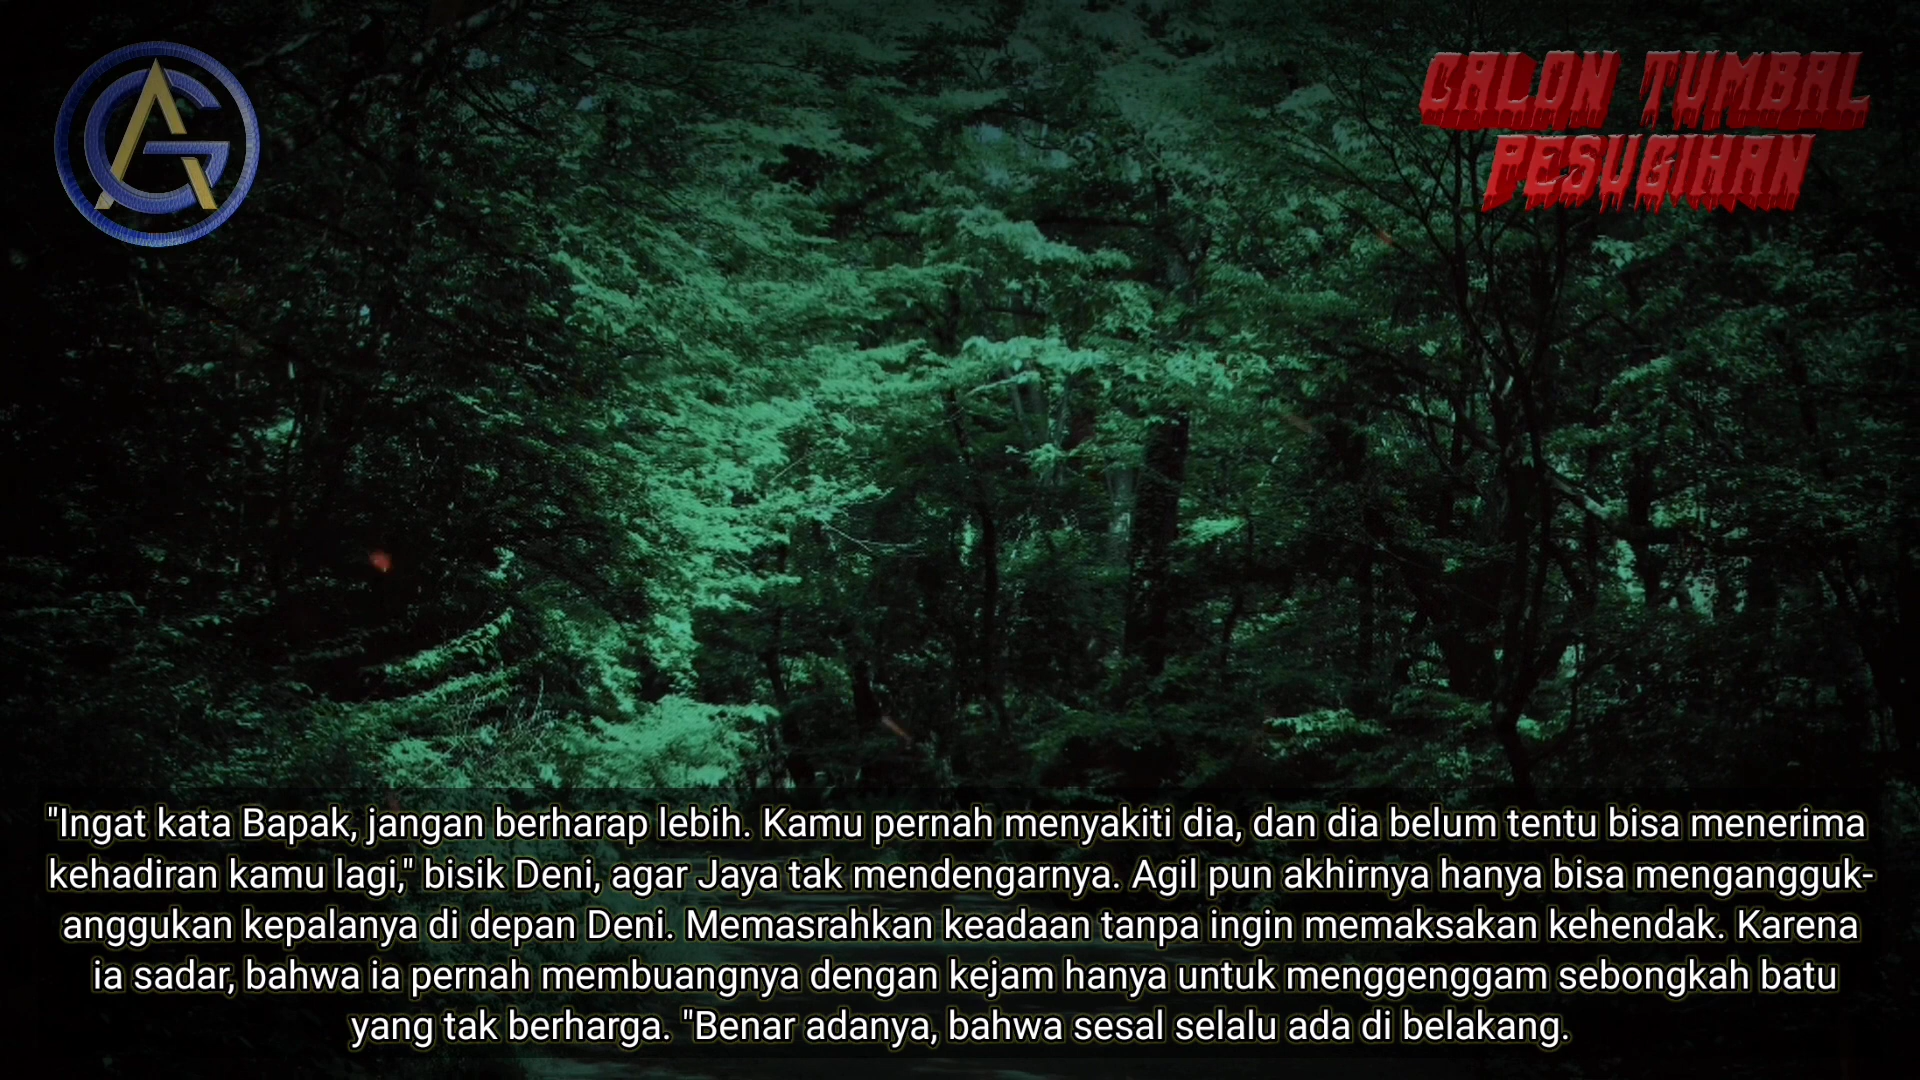 CALON TUMBAL
PESUGIHAN
"Ingat kata Bapak, jangan berharap lebih. Kamu pernah menyakiti dia, dan dia belum tentu bisa menerima
kehadiran kamu lagi," bisik Deni, agar Jaya tak mendengarnya. Agil pun akhirnya hanya bisa mengangguk-
anggukan kepalanya di depan Deni. Memasrahkan keadaan tanpa ingin memaksakan kehendak. Karena
ia sadar, bahwa ia pernah membuangnya dengan kejam hanya untuk menggenggam sebongkah batu
yang tak berharga. "Benar adanya, bahwa sesal selalu ada di belakang.